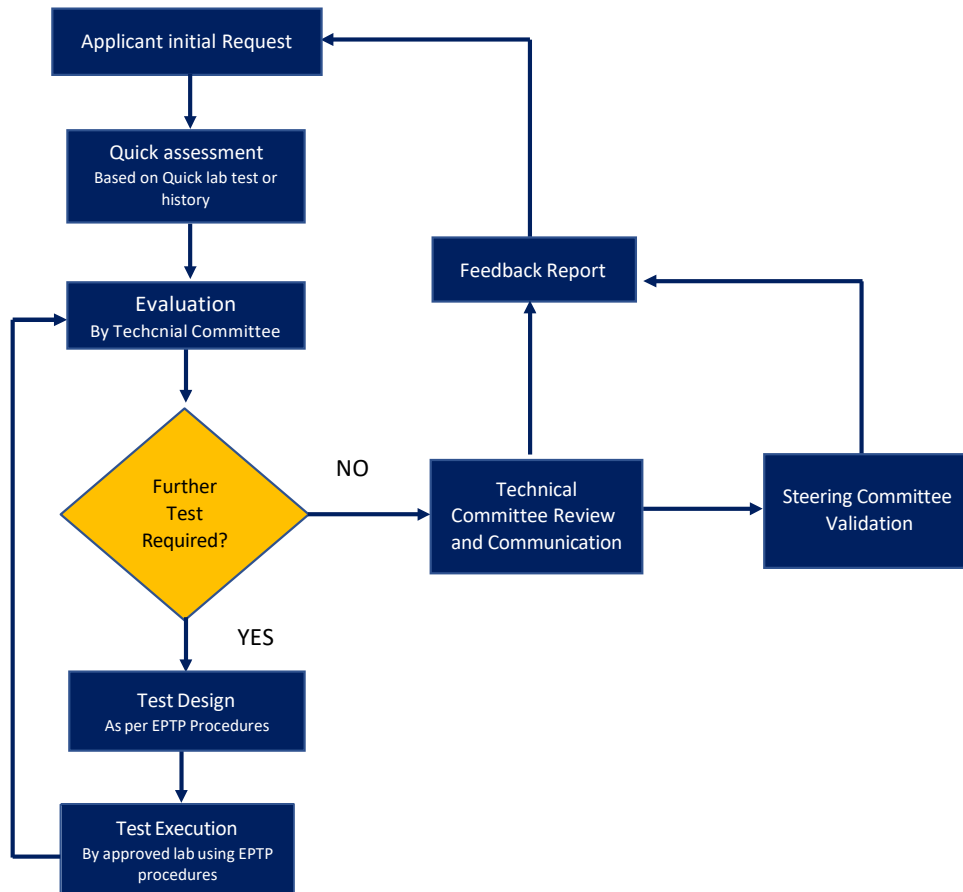 Applicant initial Request
Quick assessment
Based on Quick lab test or
history
Evaluation
By Techcnial Committee
Further
Test
Required?
NO
YES
Test Design
As per EPTP Procedures
Test Execution
By approved lab using EPTP
procedures
Technical
Committee Review
and Communication
Feedback Report
Steering Committee
Validation